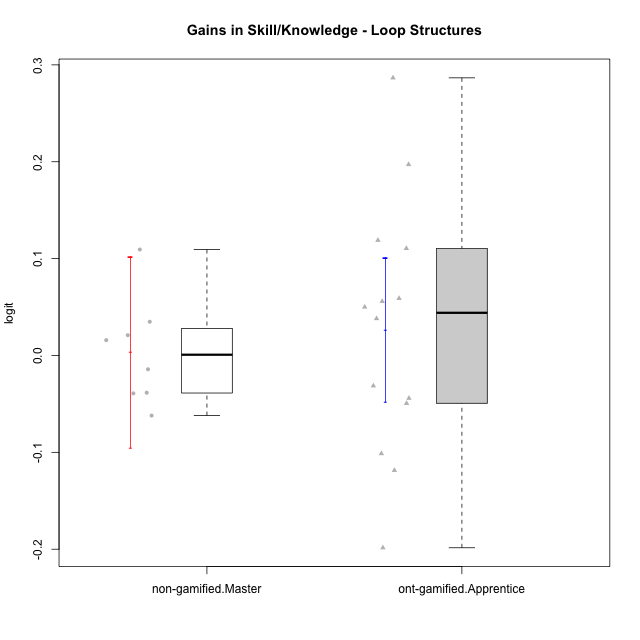 Gains in Skill/Knowledge - Loop Structures
logit
0.3
0.2
0.1
0.0
-0.1
-0.2
non-gamified.Master
ont-gamified.Apprentice